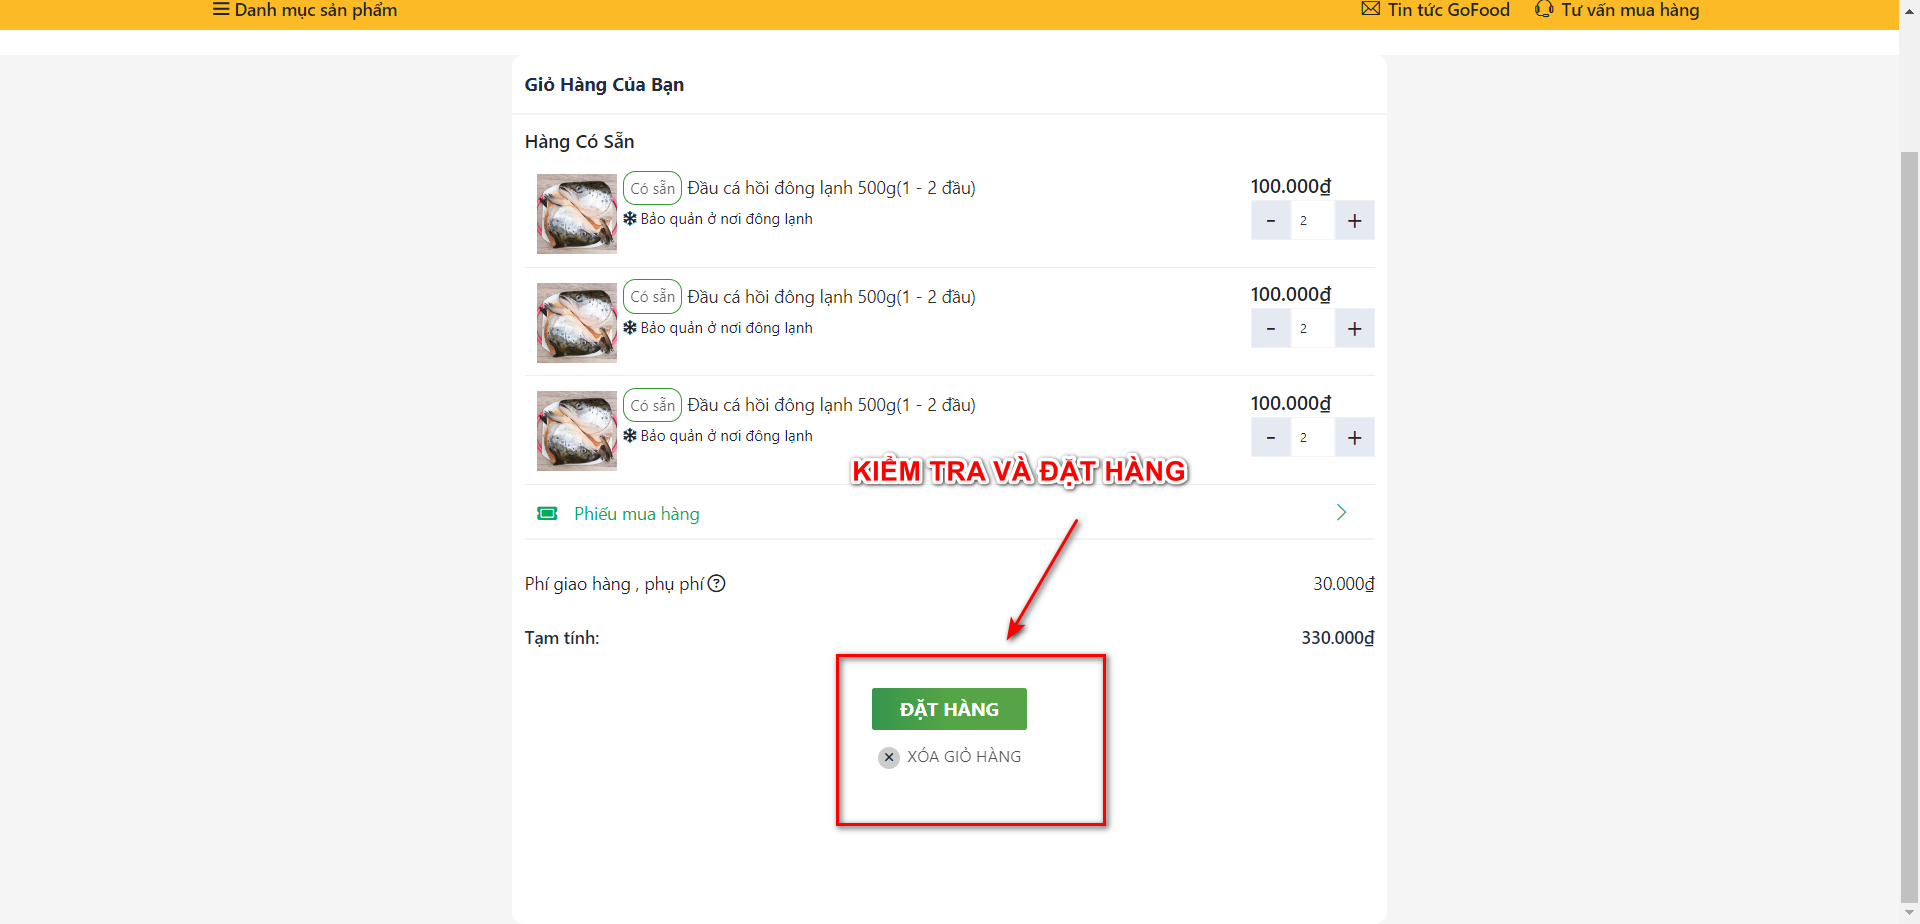 Danh mục sản phẩm
Tin tức GoFood
Tư vấn mua hàng
Giỏ Hàng Của Bạn
Hàng Có Sẵn
Có sẵn Đầu cá hồi đông lạnh 500g(1 - 2 đầu) 100.000₫
Bảo quản ở nơi đông lạnh - 2 +
Có sẵn Đầu cá hồi đông lạnh 500g(1 - 2 đầu) 100.000₫
Bảo quản ở nơi đông lạnh - 2 +
Có sẵn Đầu cá hồi đông lạnh 500g(1 - 2 đầu) 100.000₫
Bảo quản ở nơi đông lạnh - 2 +
KIỂM TRA VÀ ĐẶT HÀNG
Phiếu mua hàng
Phí giao hàng , phụ phí 30.000₫
Tạm tính: 330.000₫
ĐẶT HÀNG
XÓA GIỎ HÀNG